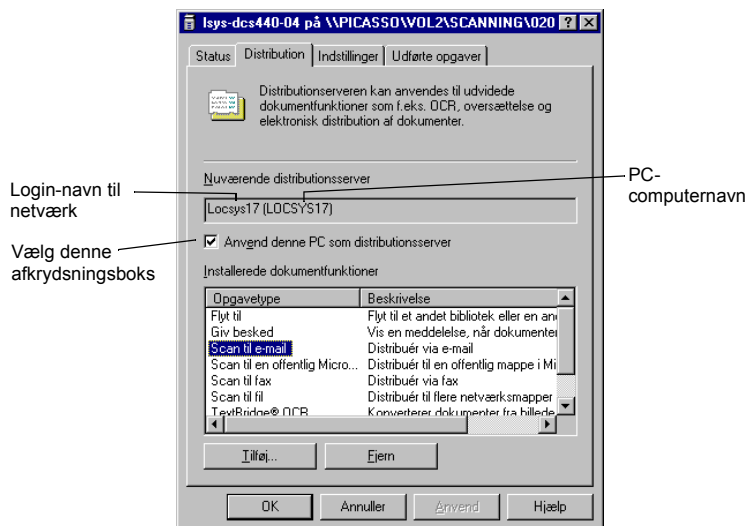 lsys-dcs440-04 på \\PICASSO\VOL2\SCANNING\020
Status Distribution Indstillinger Udførte opgaver
Distributionserveren kan anvendes til udvidede
dokumentfunktioner som f.eks. OCR, oversættelse og
elektronisk distribution af dokumenter.
Nuværende distributionsserver
Login-navn til
netværk
PC-
computernavn
Locsys17 (LOCSYS17)
Vælg denne
afkrydsningsboks
Anvend denne PC som distributionsserver
Installerede dokumentfunktioner
Opgavetype Beskrivelse
Flyt til Flyt til et andet bibliotek eller en an
Giv besked Vis en meddelelse, når dokumenter
Scan til e-mail Distribuér via e-mail
Scan til en offentlig Micro... Distribuér til en offentlig mappe i Mi
Scan til fax Distribuér via fax
Scan til fil Distribuér til flere netværksmapper
TextBridge® OCR Konverterer dokumenter fra billede
Tilføj... Fjern
OK Annuller Anvend Hjælp